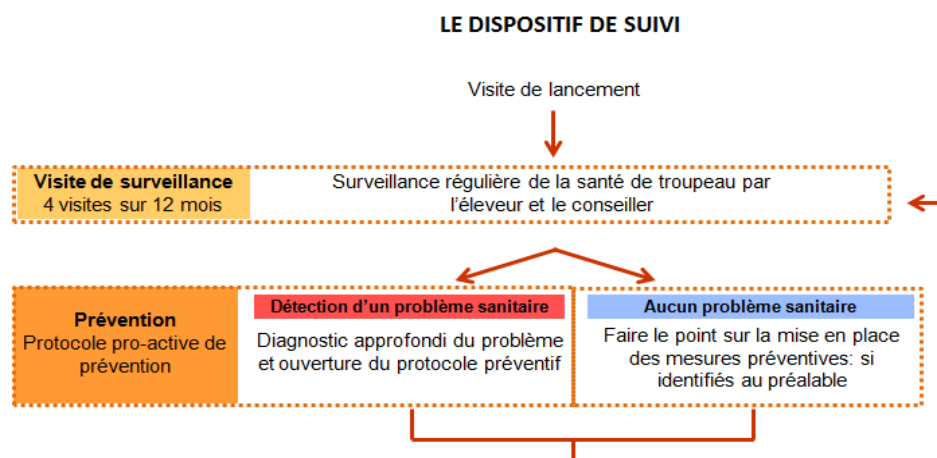 LE DISPOSITIF DE SUIVI
Visite de lancement
Visite de surveillance
4 visites sur 12 mois
Surveillance régulière de la santé de troupeau par
l'éleveur et le conseiller
Prévention
Protocole pro-active de
prévention
Détection d'un problème sanitaire
Diagnostic approfondi du problème
et ouverture du protocole préventif
Aucun problème sanitaire
Faire le point sur la mise en place
des mesures préventives: si
identifiés au préalable